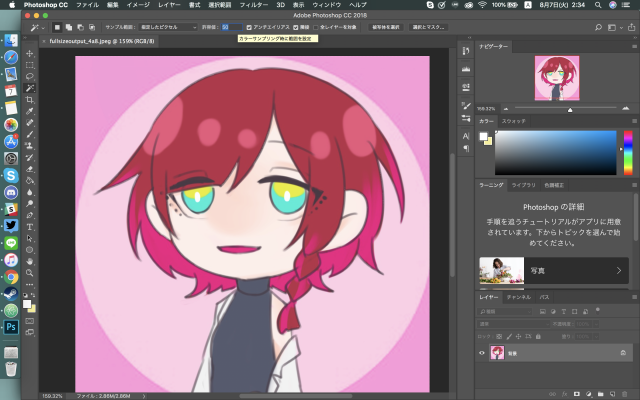 Photoshop CC ファイル 編集 イメージ レイヤー 書式 選択範囲 フィルター 3D 表示 ウィンドウ ヘルプ 100% 8月7日(火) 2:34
Adobe Photoshop CC 2018
サンプル範囲: 指定したピクセル 許容値: 50 アンチエイリアス 隣接 全レイヤーを対象 被写体を選択 選択とマスク...
カラーサンプリング時に範囲を設定
fullsizeoutput_4a8.jpeg @ 159% (RGB/8)
ナビゲーター
159.32%
カラー スウォッチ
ラーニング ライブラリ 色調補正
Photoshop の詳細
手順を追うチュートリアルがアプリに用意
されています。下からトピックを選んで始
めてください。
写真
レイヤー チャンネル パス
通常
ロック:
背景
159.32% ファイル : 2.86M/2.86M